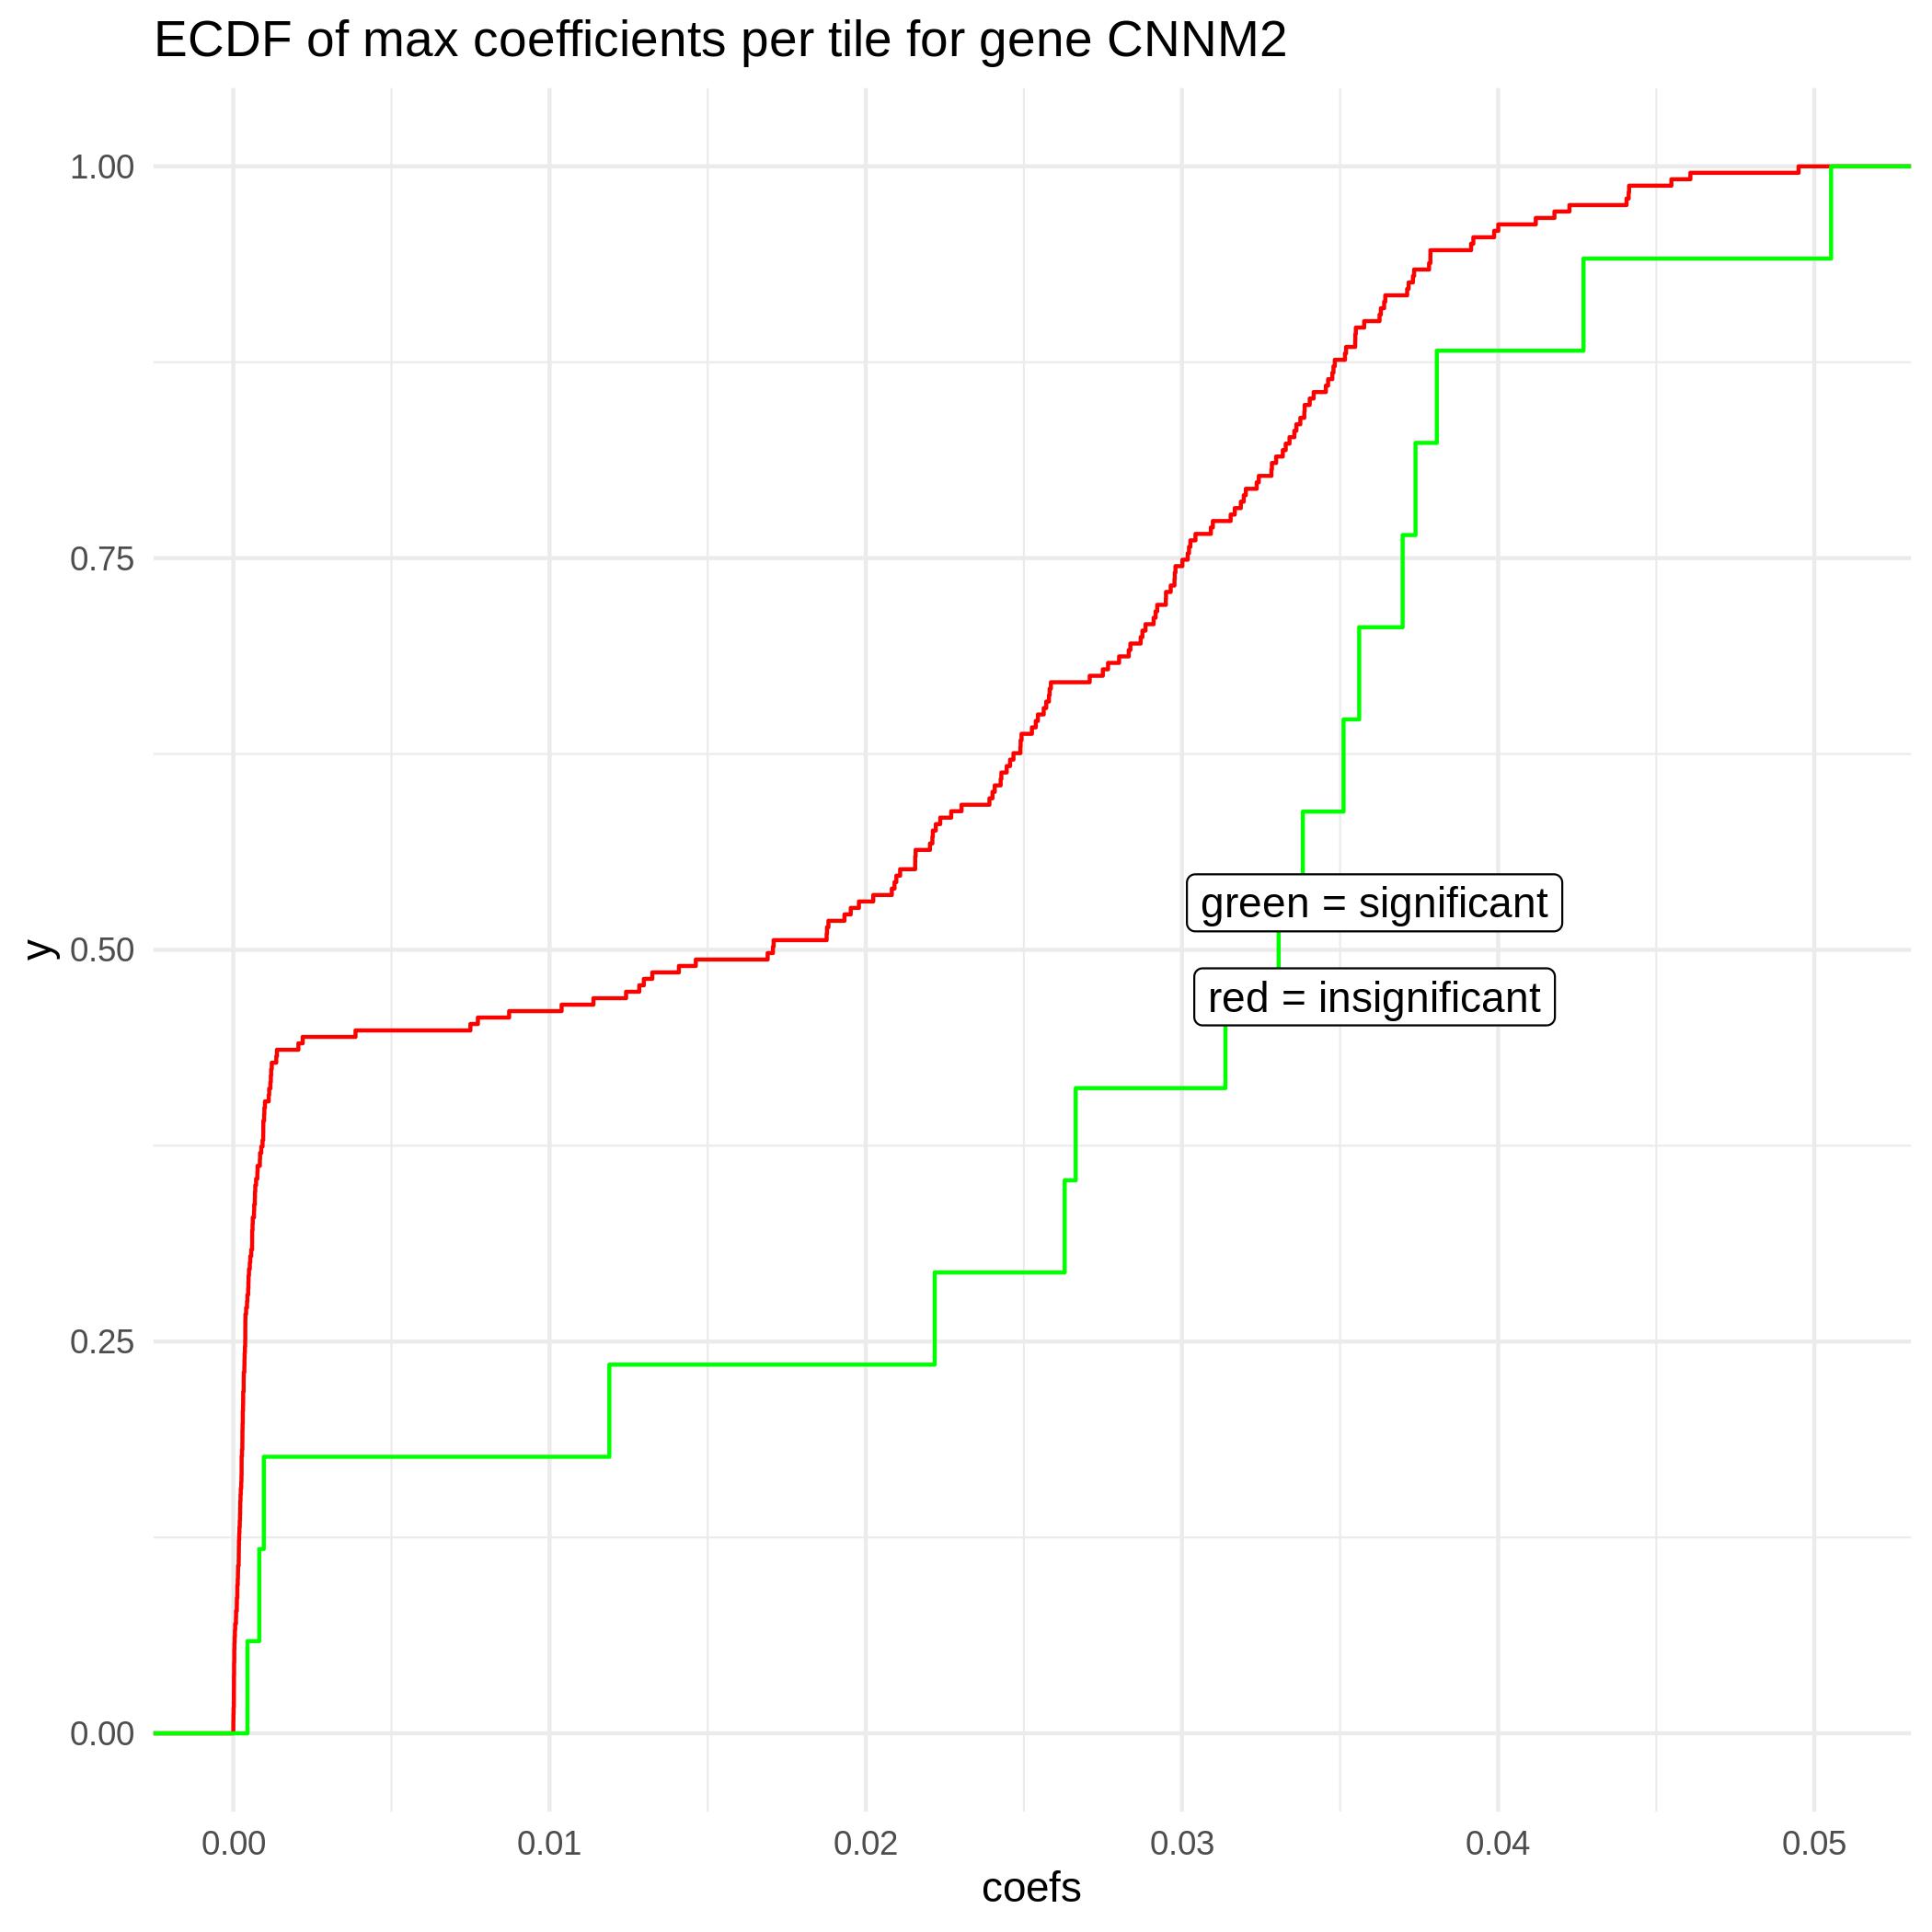 ECDF of max coefficients per tile for gene CNNM2
1.00
0.75
0.50
0.25
0.00
y
green = significant
red = insignificant
0.00 0.01 0.02 0.03 0.04 0.05
coefs